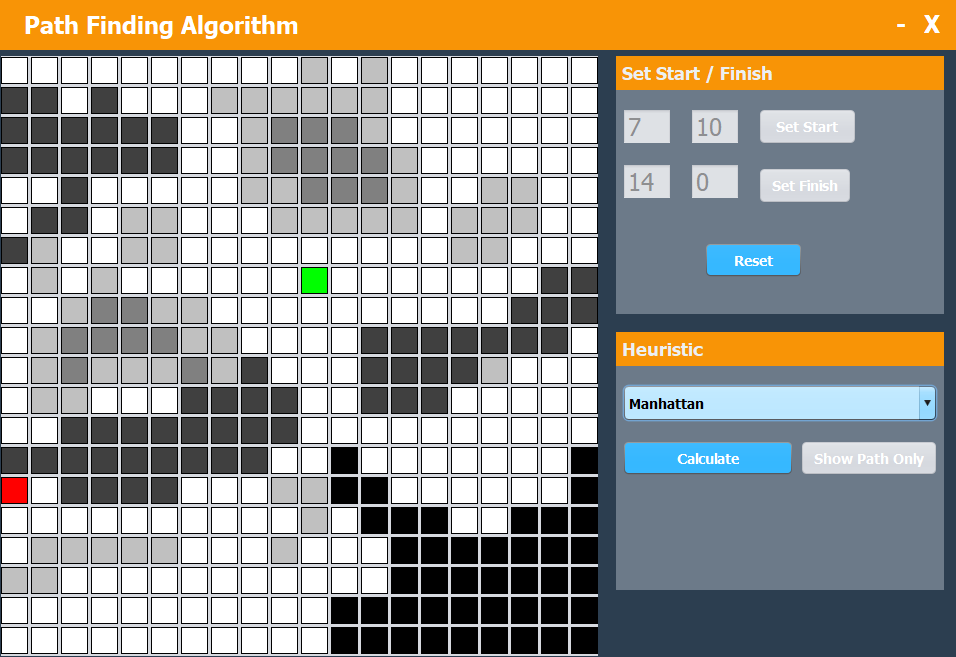 Path Finding Algorithm
- X
Set Start / Finish
7 10 Set Start
14 0 Set Finish
Reset
Heuristic
Manhattan
Calculate Show Path Only